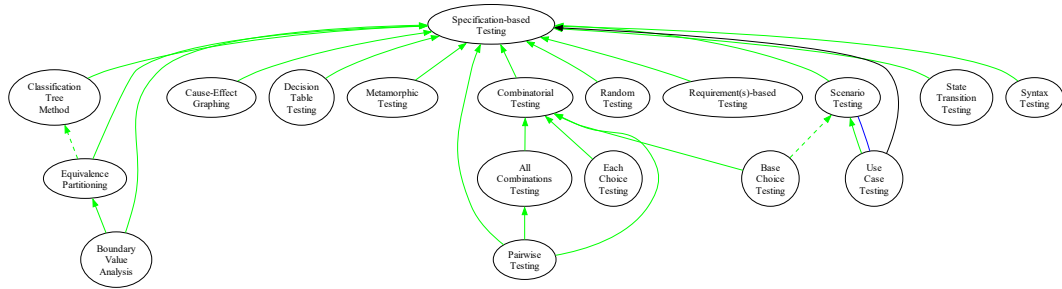 Specification-based
Testing
Classification
Tree
Method
Cause-Effect
Graphing
Decision
Table
Testing
Metamorphic
Testing
Combinatorial
Testing
Random
Testing
Requirement(s)-based
Testing
Scenario
Testing
State
Transition
Testing
Syntax
Testing
Equivalence
Partitioning
All
Combinations
Testing
Each
Choice
Testing
Base
Choice
Testing
Use
Case
Testing
Boundary
Value
Analysis
Pairwise
Testing